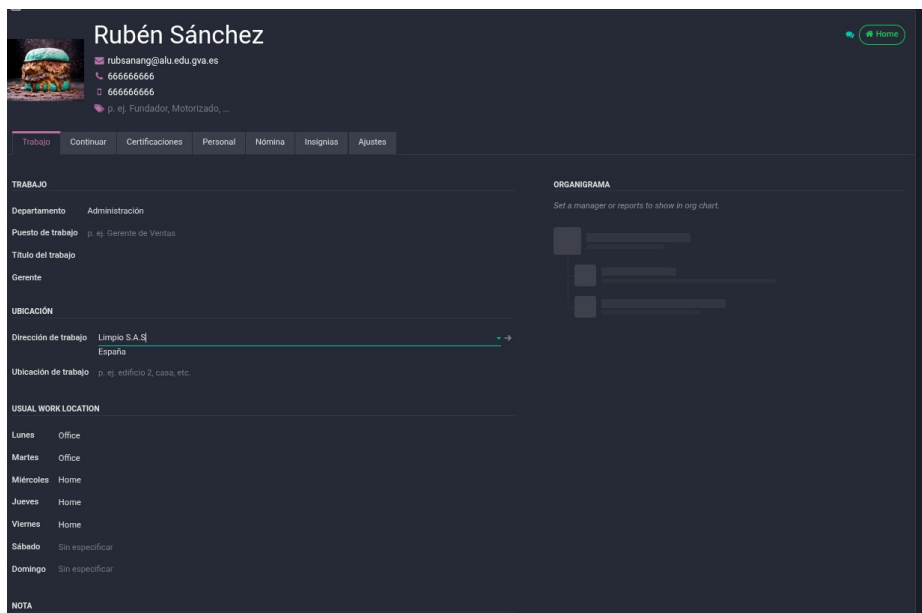 Rubén Sánchez
Home
rubsanang@alu.edu.gva.es
666666666
666666666
p. ej. Fundador, Motorizado, ...
Trabajo Continuar Certificaciones Personal Nómina Insignias Ajustes
TRABAJO
Departamento Administración
Puesto de trabajo p. ej. Gerente de Ventas
Título del trabajo
Gerente
UBICACIÓN
Dirección de trabajo Limpio S.A.S
España
Ubicación de trabajo p. ej. edificio 2, casa, etc.
USUAL WORK LOCATION
Lunes Office
Martes Office
Miércoles Home
Jueves Home
Viernes Home
Sábado Sin especificar
Domingo Sin especificar
NOTA
ORGANIGRAMA
Set a manager or reports to show in org chart.